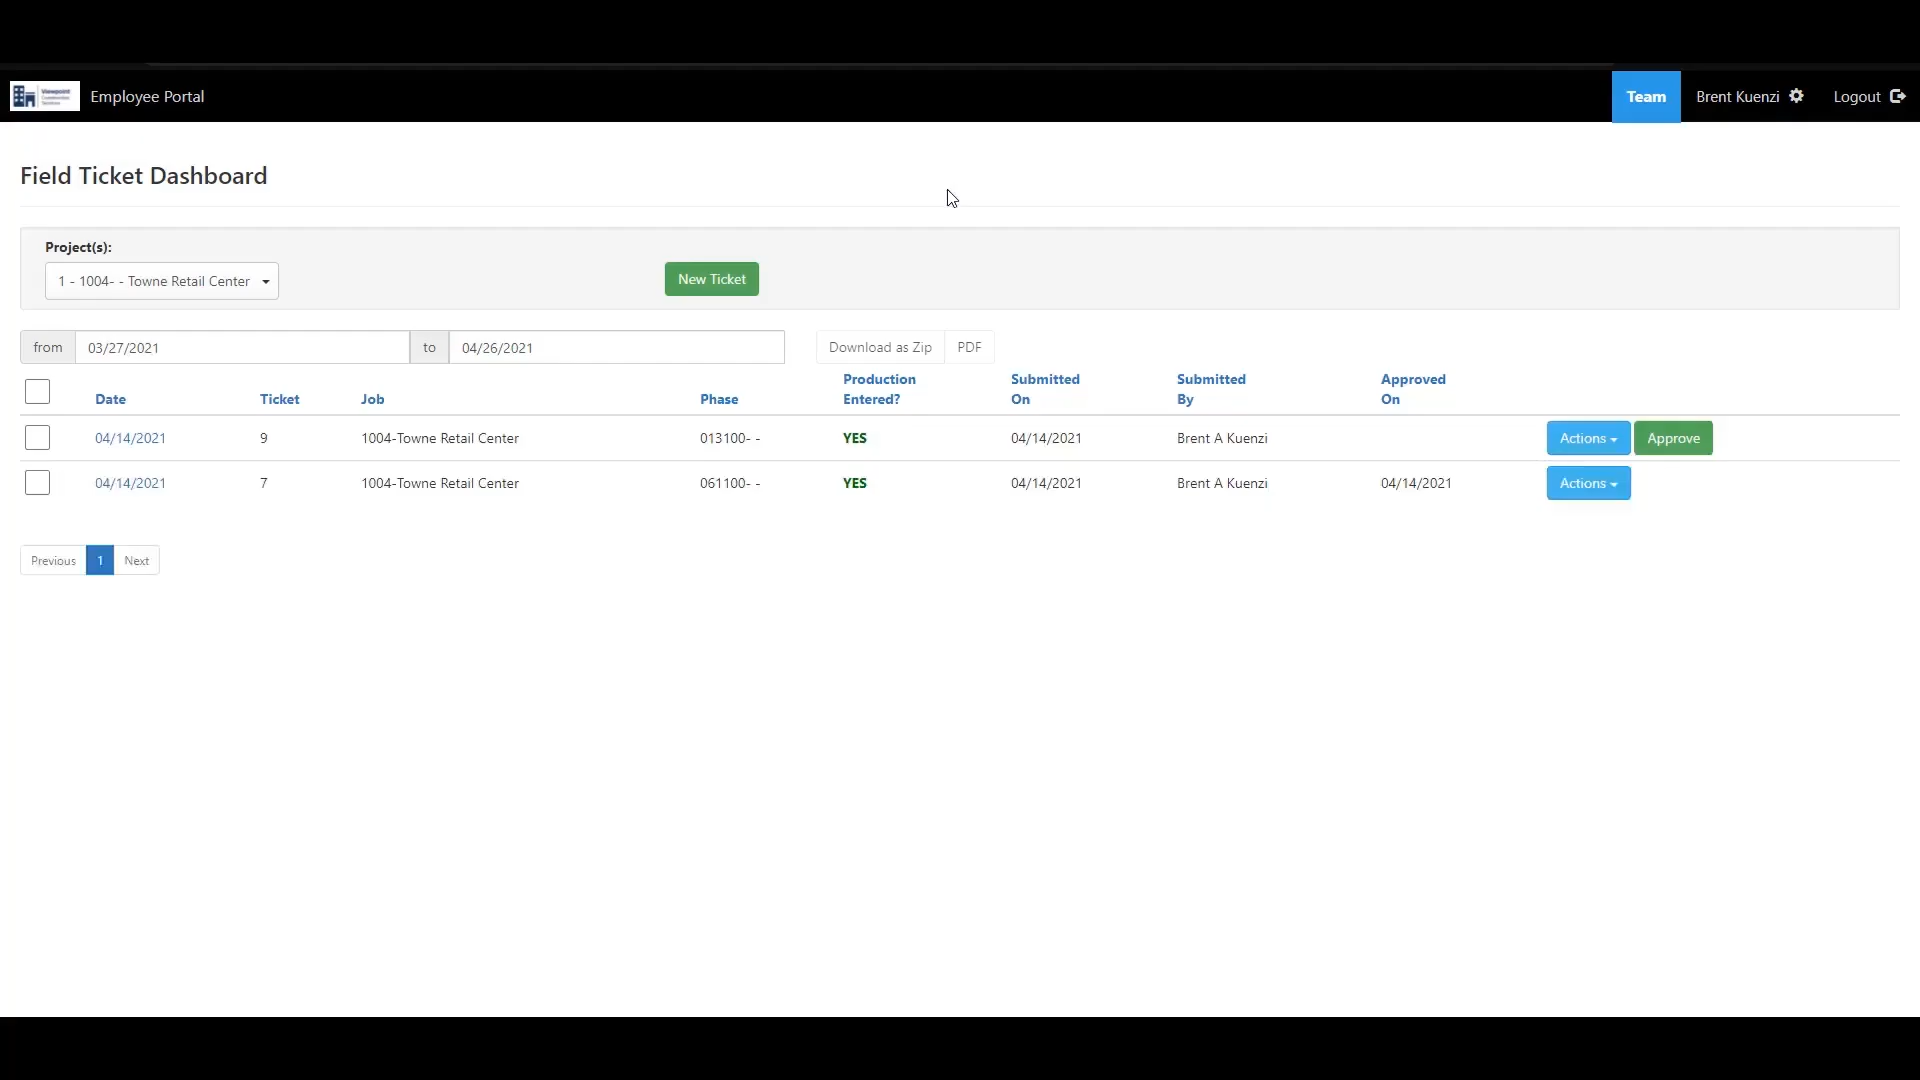 Viewpoint
Employee Portal
Team
Brent Kuenzi
Logout
Field Ticket Dashboard
Project(s):
1 - 1004- - Towne Retail Center
New Ticket
from 03/27/2021 to 04/26/2021
Download as Zip PDF
Date Ticket Job Phase Production Entered? Submitted On Submitted By Approved On
04/14/2021 9 1004-Towne Retail Center 013100- - YES 04/14/2021 Brent A Kuenzi Actions Approve
04/14/2021 7 1004-Towne Retail Center 061100- - YES 04/14/2021 Brent A Kuenzi 04/14/2021 Actions
Previous 1 Next